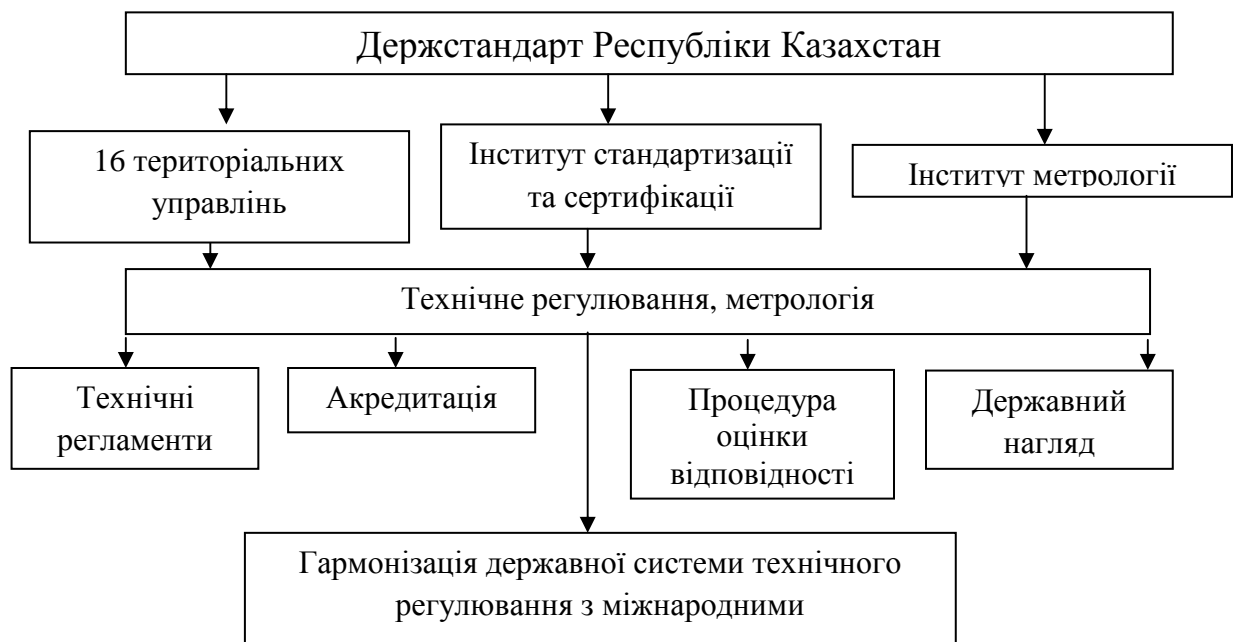 Держстандарт Республіки Казахстан
16 територіальних
управлінь
Інститут стандартизації
та сертифікації
Інститут метрології
Технічне регулювання, метрологія
Технічні
регламенти
Акредитація
Процедура
оцінки
відповідності
Державний
нагляд
Гармонізація державної системи технічного
регулювання з міжнародними